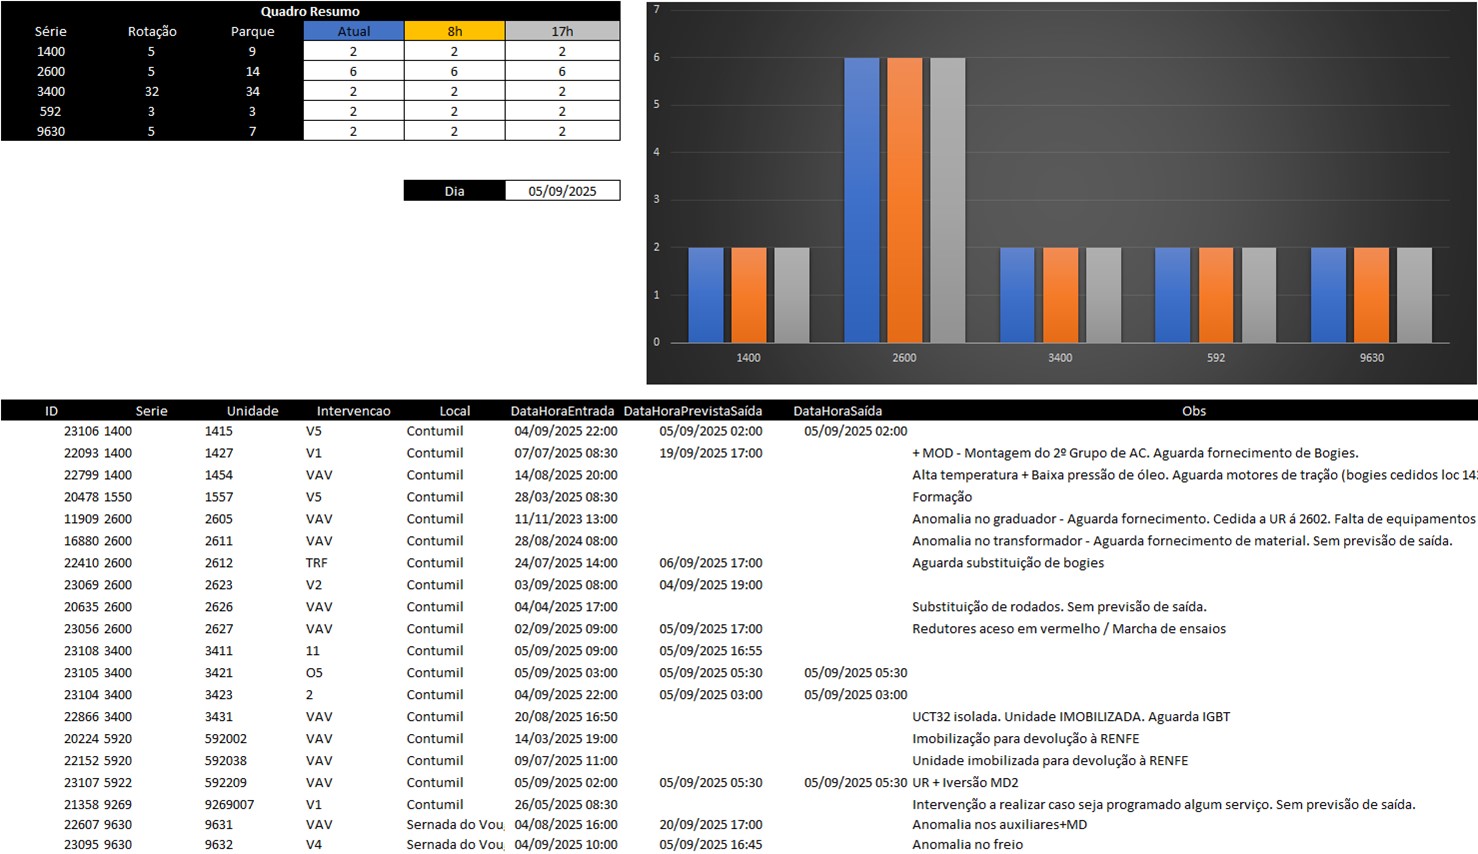 Quadro Resumo
Série Rotação Parque Atual 8h 17h
1400 5 9 2 2 2
2600 5 14 6 6 6
3400 32 34 2 2 2
592 3 3 2 2 2
9630 5 7 2 2 2
Dia 05/09/2025
7
6
5
4
3
2
1
0
1400 2600 3400 592 9630
ID Serie Unidade Intervencao Local DataHoraEntrada DataHoraPrevistaSaída DataHoraSaída Obs
23106 1400 1415 V5 Contumil 04/09/2025 22:00 05/09/2025 02:00 05/09/2025 02:00
22093 1400 1427 V1 Contumil 07/07/2025 08:30 19/09/2025 17:00 + MOD - Montagem do 2º Grupo de AC. Aguarda fornecimento de Bogies.
22799 1400 1454 VAV Contumil 14/08/2025 20:00 Alta temperatura + Baixa pressão de óleo. Aguarda motores de tração (bogies cedidos loc 143
20478 1550 1557 V5 Contumil 28/03/2025 08:30 Formação
11909 2600 2605 VAV Contumil 11/11/2023 13:00 Anomalia no graduador - Aguarda fornecimento. Cedida a UR á 2602. Falta de equipamentos
16880 2600 2611 VAV Contumil 28/08/2024 08:00 Anomalia no transformador - Aguarda fornecimento de material. Sem previsão de saída.
22410 2600 2612 TRF Contumil 24/07/2025 14:00 06/09/2025 17:00 Aguarda substituição de bogies
23069 2600 2623 V2 Contumil 03/09/2025 08:00 04/09/2025 19:00
20635 2600 2626 VAV Contumil 04/04/2025 17:00 Substituição de rodados. Sem previsão de saída.
23056 2600 2627 VAV Contumil 02/09/2025 09:00 05/09/2025 17:00 Redutores aceso em vermelho / Marcha de ensaios
23108 3400 3411 11 Contumil 05/09/2025 09:00 05/09/2025 16:55
23105 3400 3421 O5 Contumil 05/09/2025 03:00 05/09/2025 05:30 05/09/2025 05:30
23104 3400 3423 2 Contumil 04/09/2025 22:00 05/09/2025 03:00 05/09/2025 03:00
22866 3400 3431 VAV Contumil 20/08/2025 16:50 UCT32 isolada. Unidade IMOBILIZADA. Aguarda IGBT
20224 5920 592002 VAV Contumil 14/03/2025 19:00 Imobilização para devolução à RENFE
22152 5920 592038 VAV Contumil 09/07/2025 11:00 Unidade imobilizada para devolução à RENFE
23107 5922 592209 VAV Contumil 05/09/2025 02:00 05/09/2025 05:30 05/09/2025 05:30 UR + Iversão MD2
21358 9269 9269007 V1 Contumil 26/05/2025 08:30 Intervenção a realizar caso seja programado algum serviço. Sem previsão de saída.
22607 9630 9631 VAV Sernada do Vou 04/08/2025 16:00 20/09/2025 17:00 Anomalia nos auxiliares+MD
23095 9630 9632 V4 Sernada do Vou 04/09/2025 10:00 05/09/2025 16:45 Anomalia no freio